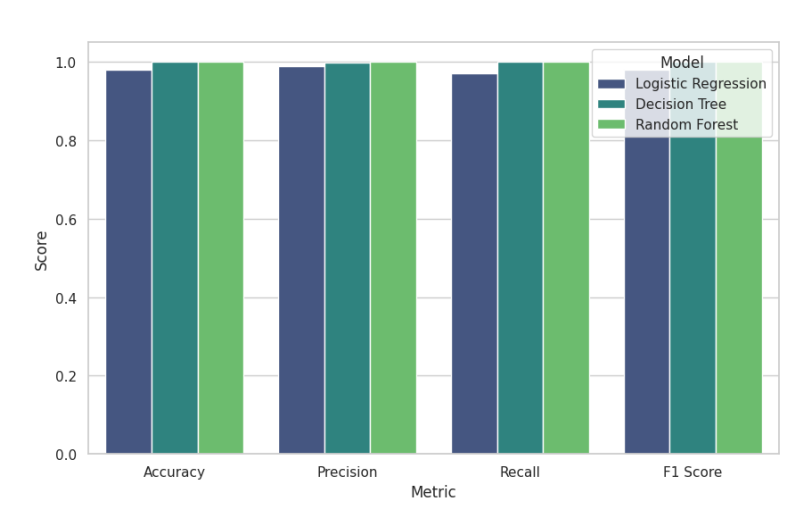 Model
Logistic Regression
Decision Tree
Random Forest
Score
1.0
0.8
0.6
0.4
0.2
0.0
Accuracy Precision Recall F1 Score
Metric